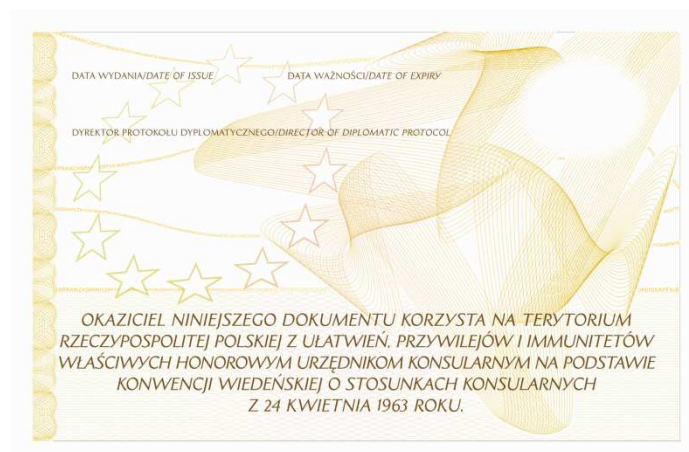 DATA WYDANIA/DATE OF ISSUE DATA WAŻNOŚCI/DATE OF EXPIRY
DYREKTOR PROTOKOŁU DYPLOMATYCZNEGO/DIRECTOR OF DIPLOMATIC PROTOCOL
OKAZICIEL NINIEJSZEGO DOKUMENTU KORZYSTA NA TERYTORIUM
RZECZYPOSPOLITEJ POLSKIEJ Z UŁATWIEŃ, PRZYWILEJÓW I IMMUNITETÓW
WŁAŚCIWYCH HONOROWYM URZĘDNIKOM KONSULARNYM NA PODSTAWIE
KONWENCJI WIEDEŃSKIEJ O STOSUNKACH KONSULARNYCH
Z 24 KWIETNIA 1963 ROKU.